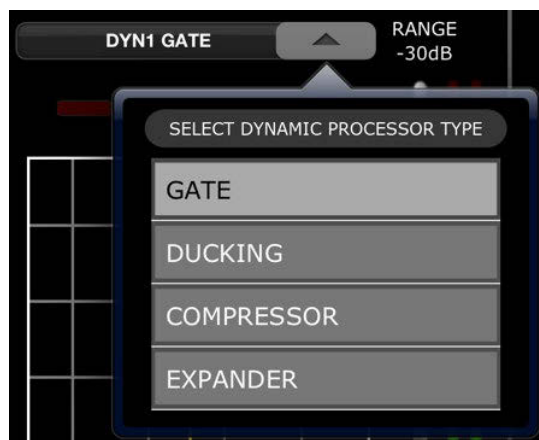 DYN1 GATE
RANGE
-30dB
SELECT DYNAMIC PROCESSOR TYPE
GATE
DUCKING
COMPRESSOR
EXPANDER